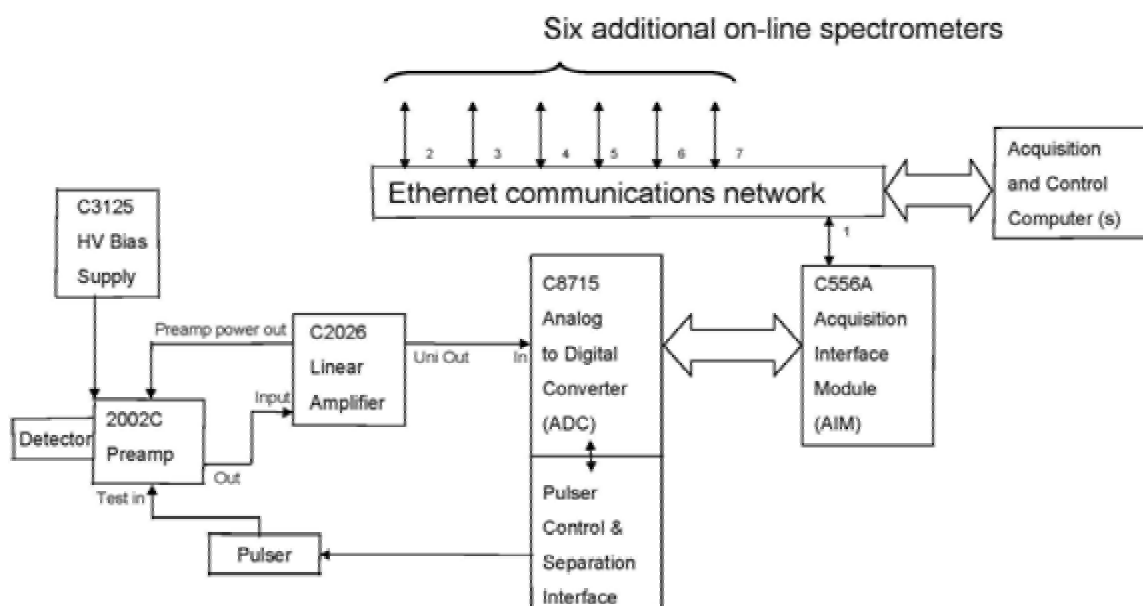 Six additional on-line spectrometers
2
3
4
5
6
7
Ethernet communications network
Acquisition
and Control
Computer (s)
1
C3125
HV Bias
Supply
C8715
Analog
to Digital
Converter
(ADC)
C556A
Acquisition
Interface
Module
(AIM)
Preamp power out
C2026
Linear
Amplifier
Uni Out
In
Input
Detector
2002C
Preamp
Out
Test in
Pulser
Pulser
Control &
Separation
Interface